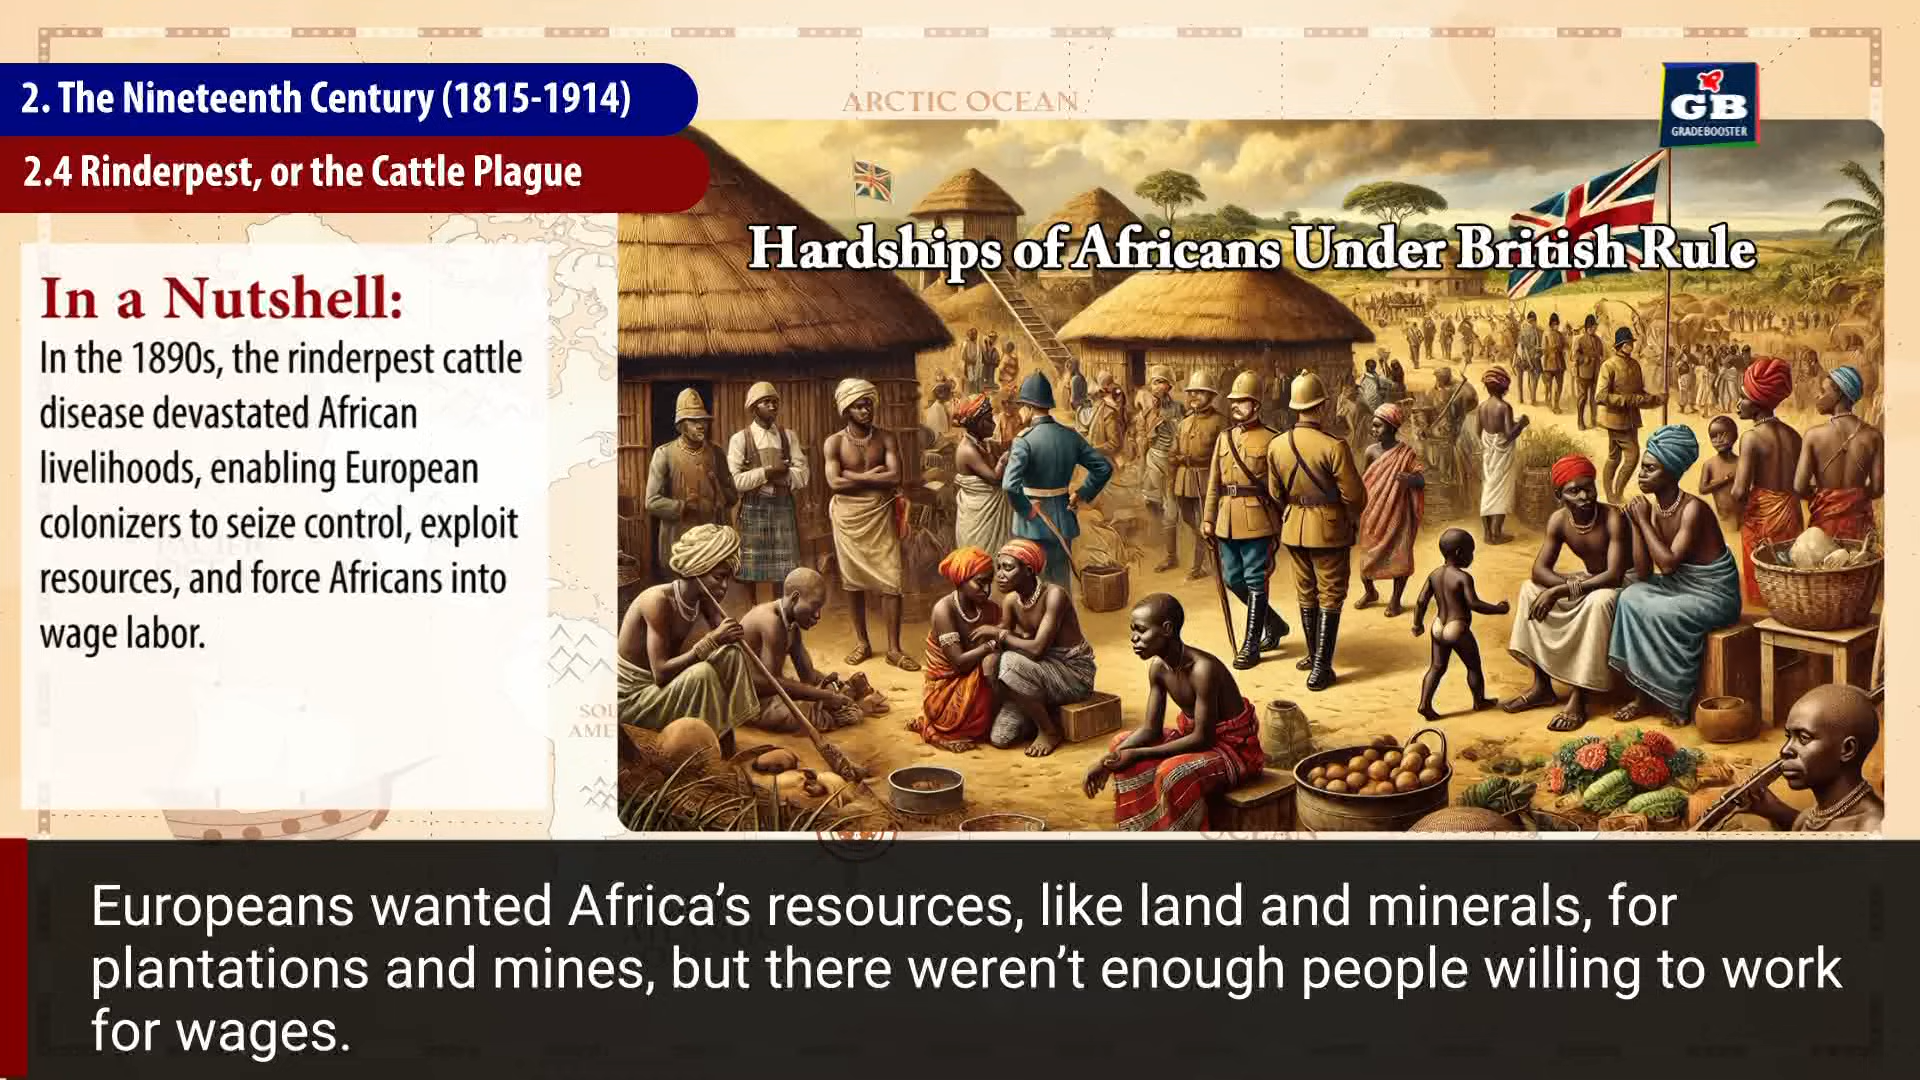 ARCTIC OCEAN
2. The Nineteenth Century (1815-1914)
GB
GRADEBOOSTER
2.4 Rinderpest, or the Cattle Plague
Hardships of Africans Under British Rule
In a Nutshell:
In the 1890s, the rinderpest cattle
disease devastated African
livelihoods, enabling European
colonizers to seize control, exploit
resources, and force Africans into
wage labor.
Europeans wanted Africa’s resources, like land and minerals, for
plantations and mines, but there weren’t enough people willing to work
for wages.